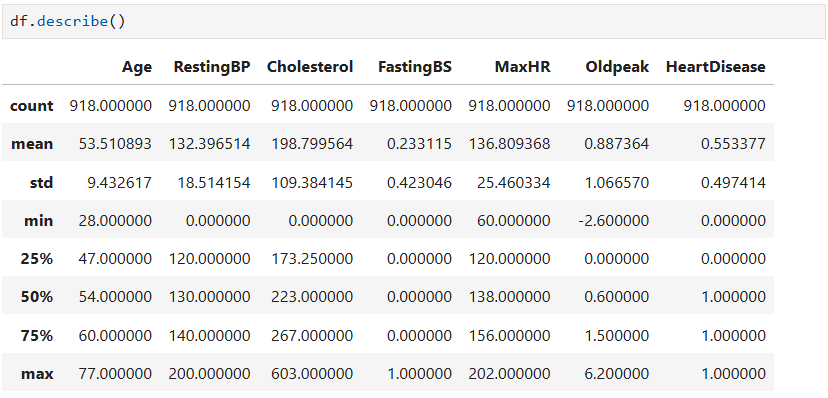 df.describe()
Age RestingBP Cholesterol FastingBS MaxHR Oldpeak HeartDisease
count 918.000000 918.000000 918.000000 918.000000 918.000000 918.000000 918.000000
mean 53.510893 132.396514 198.799564 0.233115 136.809368 0.887364 0.553377
std 9.432617 18.514154 109.384145 0.423046 25.460334 1.066570 0.497414
min 28.000000 0.000000 0.000000 0.000000 60.000000 -2.600000 0.000000
25% 47.000000 120.000000 173.250000 0.000000 120.000000 0.000000 0.000000
50% 54.000000 130.000000 223.000000 0.000000 138.000000 0.600000 1.000000
75% 60.000000 140.000000 267.000000 0.000000 156.000000 1.500000 1.000000
max 77.000000 200.000000 603.000000 1.000000 202.000000 6.200000 1.000000